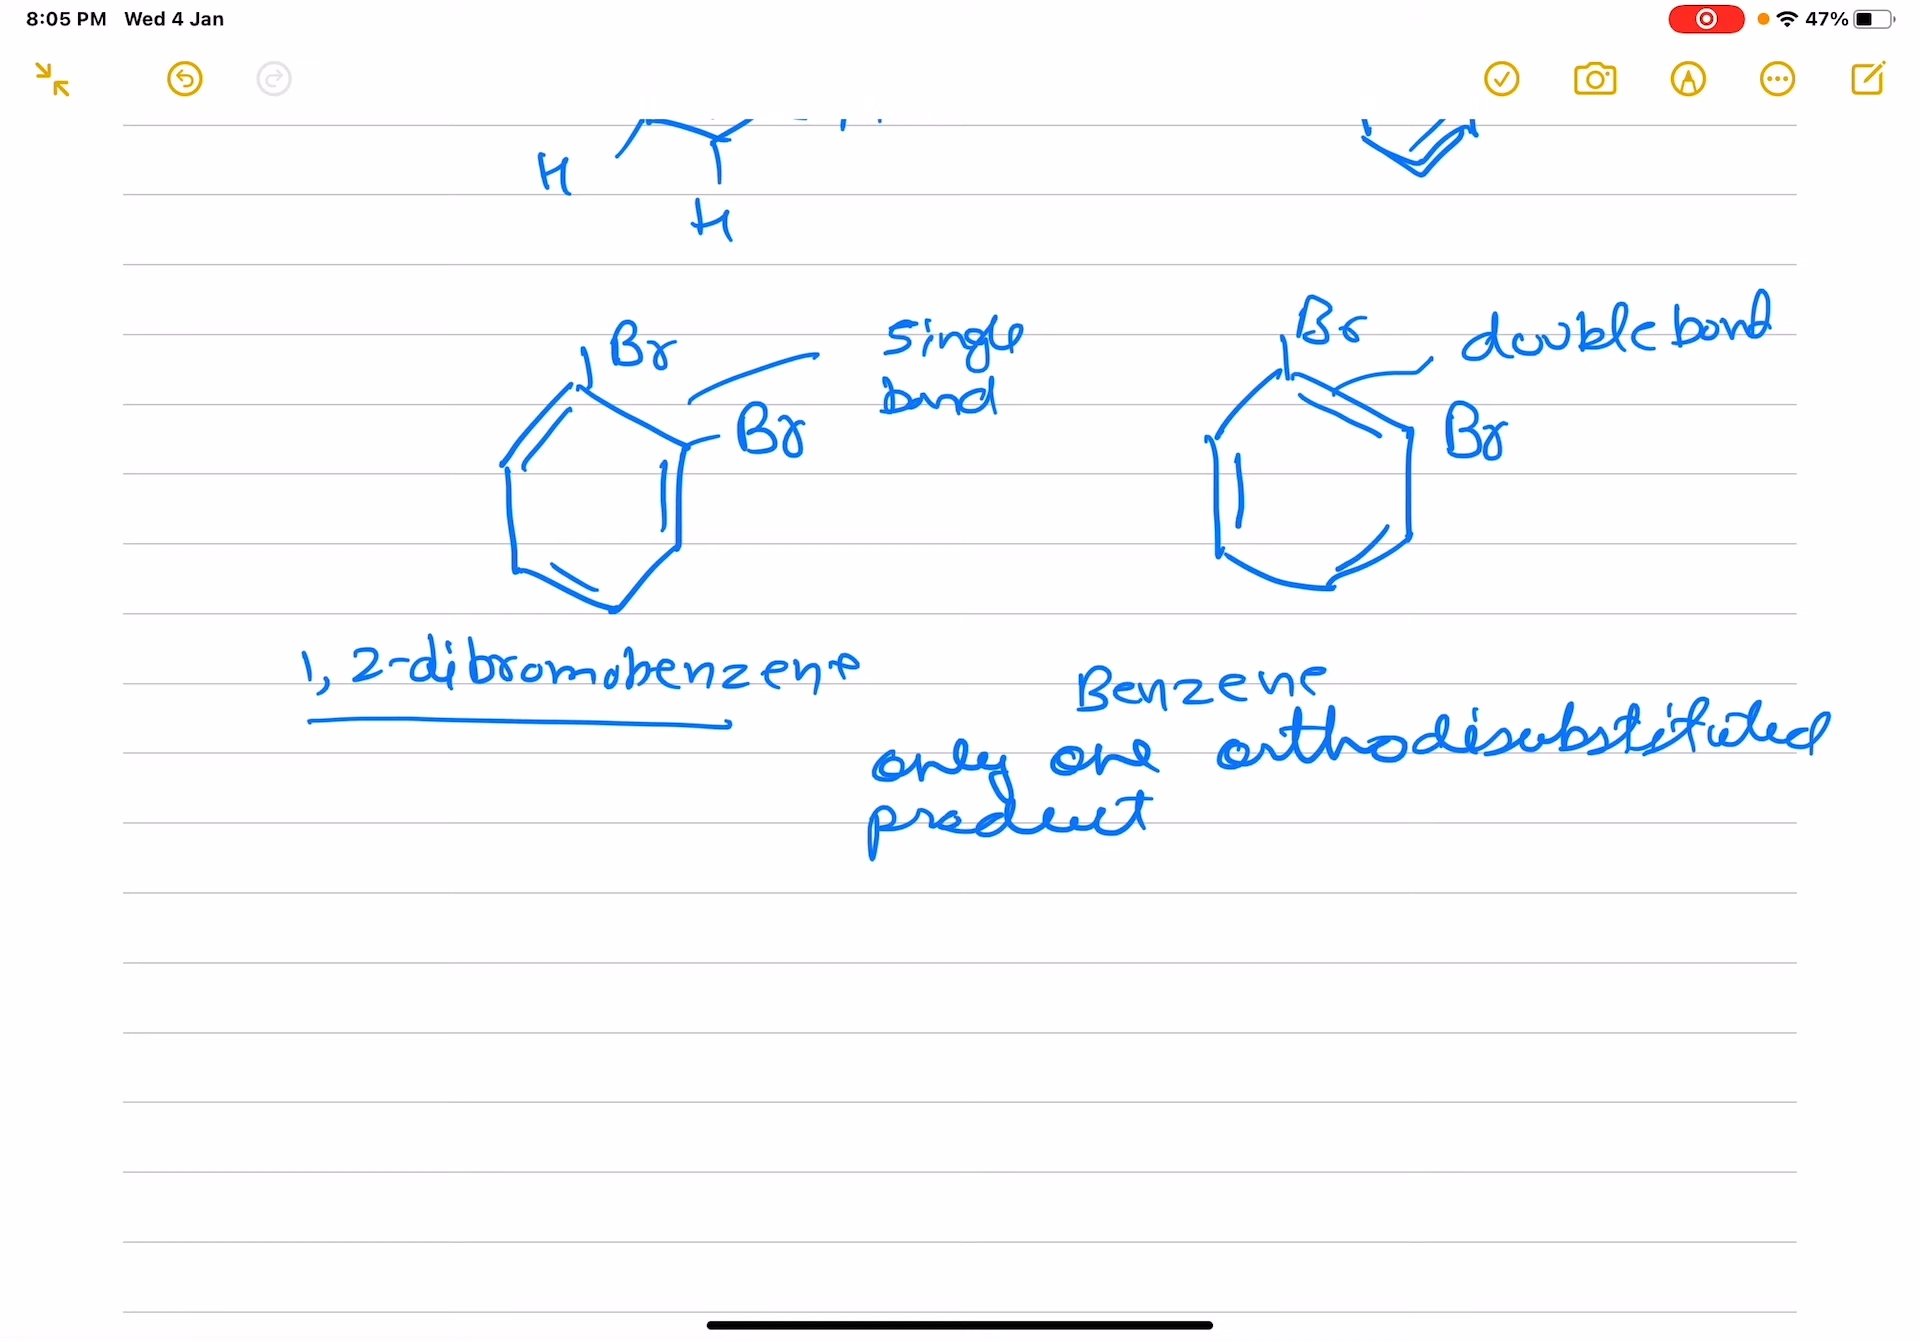 8:05 PM Wed 4 Jan
47%
H
H
Br
single
bond
Br
Br
double bond
Br
1, 2-dibromobenzene
Benzene
only one orthodisubstituted
product